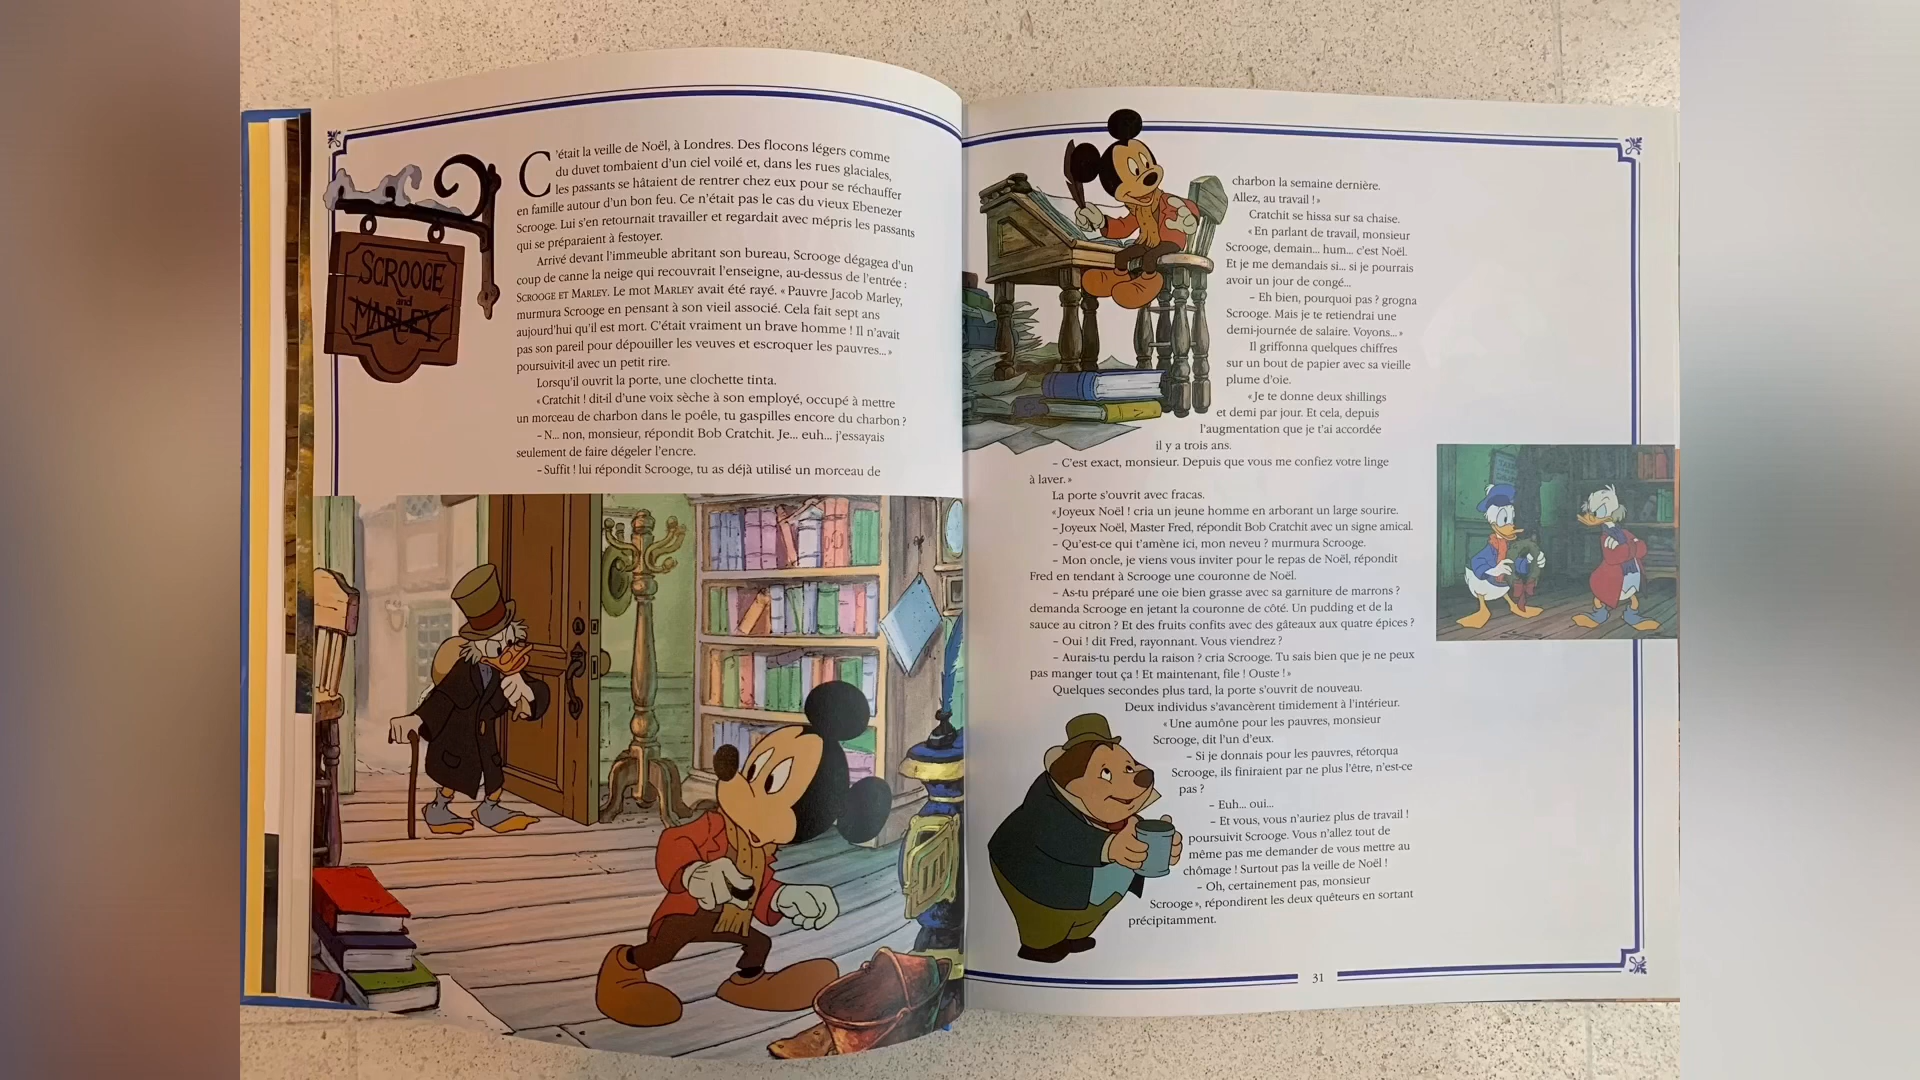 SCROOGE
and
MARLEY
C'était la veille de Noël, à Londres. Des flocons légers comme
du duvet tombaient d'un ciel voilé et, dans les rues glaciales,
les passants se hâtaient de rentrer chez eux pour se réchauffer
en famille autour d'un bon feu. Ce n'était pas le cas du vieux Ebenezer
Scrooge. Lui s'en retournait travailler et regardait avec mépris les passants
qui se préparaient à festoyer.
Arrivé devant l'immeuble abritant son bureau, Scrooge dégagea d'un
coup de canne la neige qui recouvrait l'enseigne, au-dessus de l'entrée :
SCROOGE ET MARLEY. Le mot MARLEY avait été rayé. « Pauvre Jacob Marley,
murmura Scrooge en pensant à son vieil associé. Cela fait sept ans
aujourd'hui qu'il est mort. C'était vraiment un brave homme ! Il n'avait
pas son pareil pour dépouiller les veuves et escroquer les pauvres... »
poursuivit-il avec un petit rire.
Lorsqu'il ouvrit la porte, une clochette tinta.
« Cratchit ! dit-il d'une voix sèche à son employé, occupé à mettre
un morceau de charbon dans le poêle, tu gaspilles encore du charbon ?
– N... non, monsieur, répondit Bob Cratchit. Je... euh... j'essayais
seulement de faire dégeler l'encre.
– Suffit ! lui répondit Scrooge, tu as déjà utilisé un morceau de
charbon la semaine dernière.
Allez, au travail ! »
Cratchit se hissa sur sa chaise.
« En parlant de travail, monsieur
Scrooge, demain... hum... c'est Noël.
Et je me demandais si... si je pourrais
avoir un jour de congé...
– Eh bien, pourquoi pas ? grogna
Scrooge. Mais je te retiendrai une
demi-journée de salaire. Voyons... »
Il griffonna quelques chiffres
sur un bout de papier avec sa vieille
plume d'oie.
« Je te donne deux shillings
et demi par jour. Et cela, depuis
l'augmentation que je t'ai accordée
il y a trois ans.
– C'est exact, monsieur. Depuis que vous me confiez votre linge
à laver. »
La porte s'ouvrit avec fracas.
« Joyeux Noël ! cria un jeune homme en arborant un large sourire.
– Joyeux Noël, Master Fred, répondit Bob Cratchit avec un signe amical.
– Qu'est-ce qui t'amène ici, mon neveu ? murmura Scrooge.
– Mon oncle, je viens vous inviter pour le repas de Noël, répondit
Fred en tendant à Scrooge une couronne de Noël.
– As-tu préparé une oie bien grasse avec sa garniture de marrons ?
demanda Scrooge en jetant la couronne de côté. Un pudding et de la
sauce au citron ? Et des fruits confits avec des gâteaux aux quatre épices ?
– Oui ! dit Fred, rayonnant. Vous viendrez ?
– Aurais-tu perdu la raison ? cria Scrooge. Tu sais bien que je ne peux
pas manger tout ça ! Et maintenant, file ! Ouste ! »
Quelques secondes plus tard, la porte s'ouvrit de nouveau.
Deux individus s'avancèrent timidement à l'intérieur.
« Une aumône pour les pauvres, monsieur
Scrooge, dit l'un d'eux.
– Si je donnais pour les pauvres, rétorqua
Scrooge, ils finiraient par ne plus l'être, n'est-ce
pas ?
– Euh... oui...
– Et vous, vous n'auriez plus de travail !
poursuivit Scrooge. Vous n'allez tout de
même pas me demander de vous mettre au
chômage ! Surtout pas la veille de Noël !
– Oh, certainement pas, monsieur
Scrooge », répondirent les deux quêteurs en sortant
précipitamment.
31